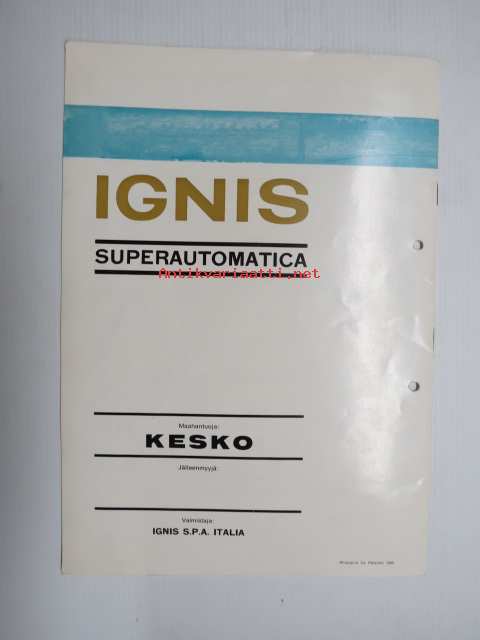 IGNIS
SUPERAUTOMATICA
Antikvariaatti.net
Maahantuoja:
KESKO
Jälleenmyyjä:
Valmistaja:
IGNIS S.P.A. ITALIA